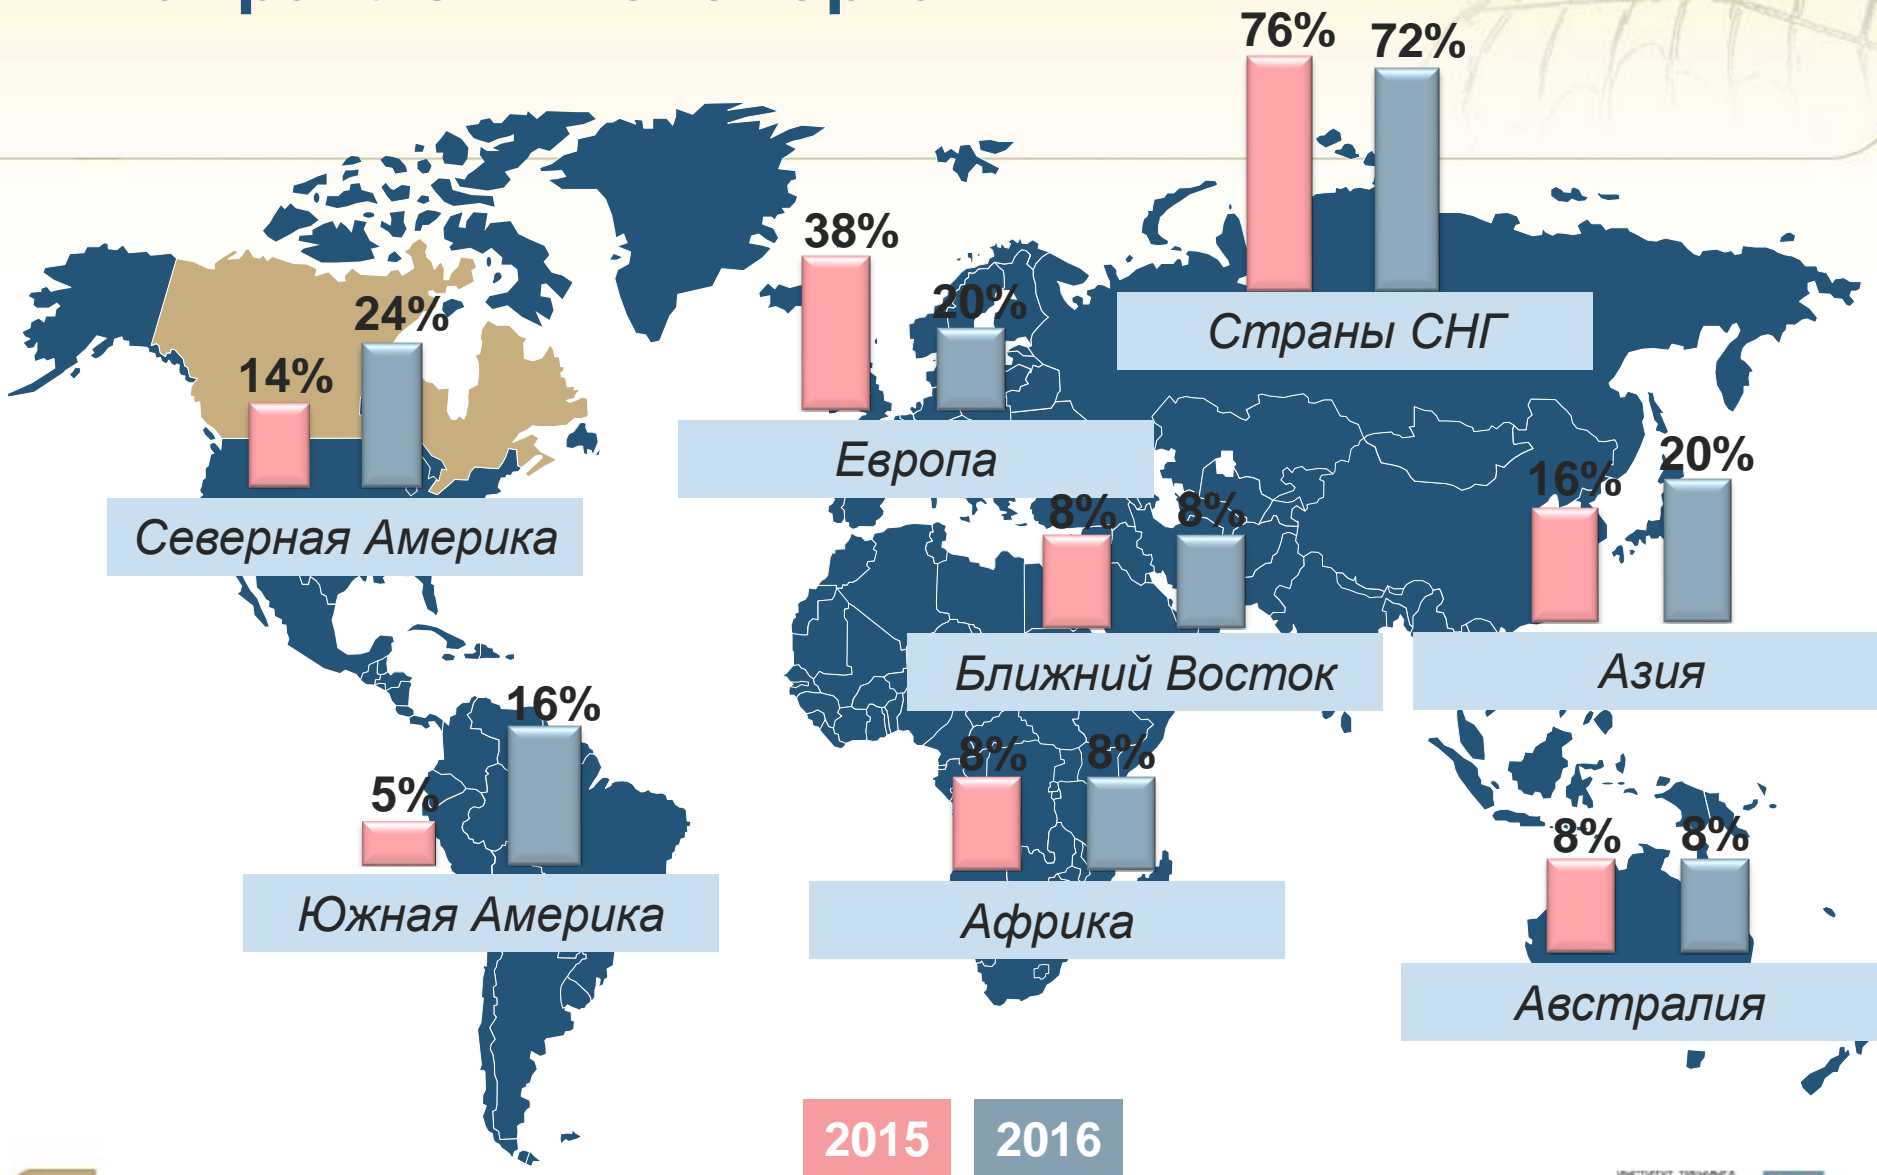 76% 72%
38%
20%
24%
14%
Страны СНГ
Европа
Северная Америка
16% 20%
8% 8%
Ближний Восток
Азия
16%
5%
8% 8%
8% 8%
Южная Америка
Африка
Австралия
2015 2016